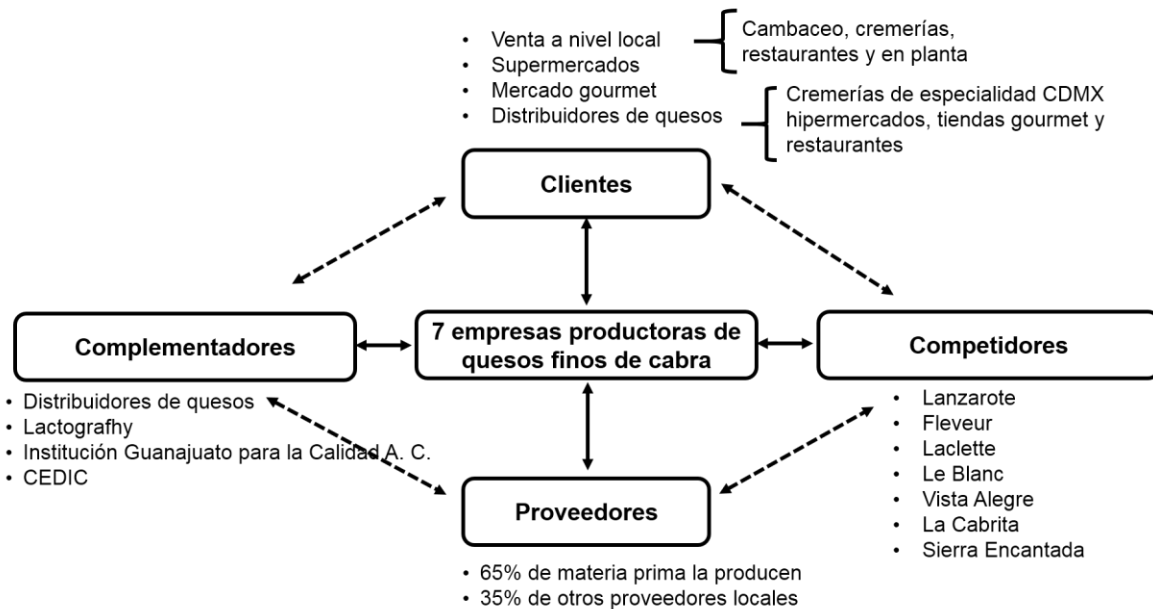 • Venta a nivel local
• Supermercados
• Mercado gourmet
• Distribuidores de quesos
Cambaceo, cremerías,
restaurantes y en planta
Cremerías de especialidad CDMX
hipermercados, tiendas gourmet y
restaurantes
Clientes
Complementadores
7 empresas productoras de
quesos finos de cabra
Competidores
• Distribuidores de quesos
• Lactografhy
• Institución Guanajuato para la Calidad A. C.
• CEDIC
• Lanzarote
• Fleveur
• Laclette
• Le Blanc
• Vista Alegre
• La Cabrita
• Sierra Encantada
Proveedores
• 65% de materia prima la producen
• 35% de otros proveedores locales